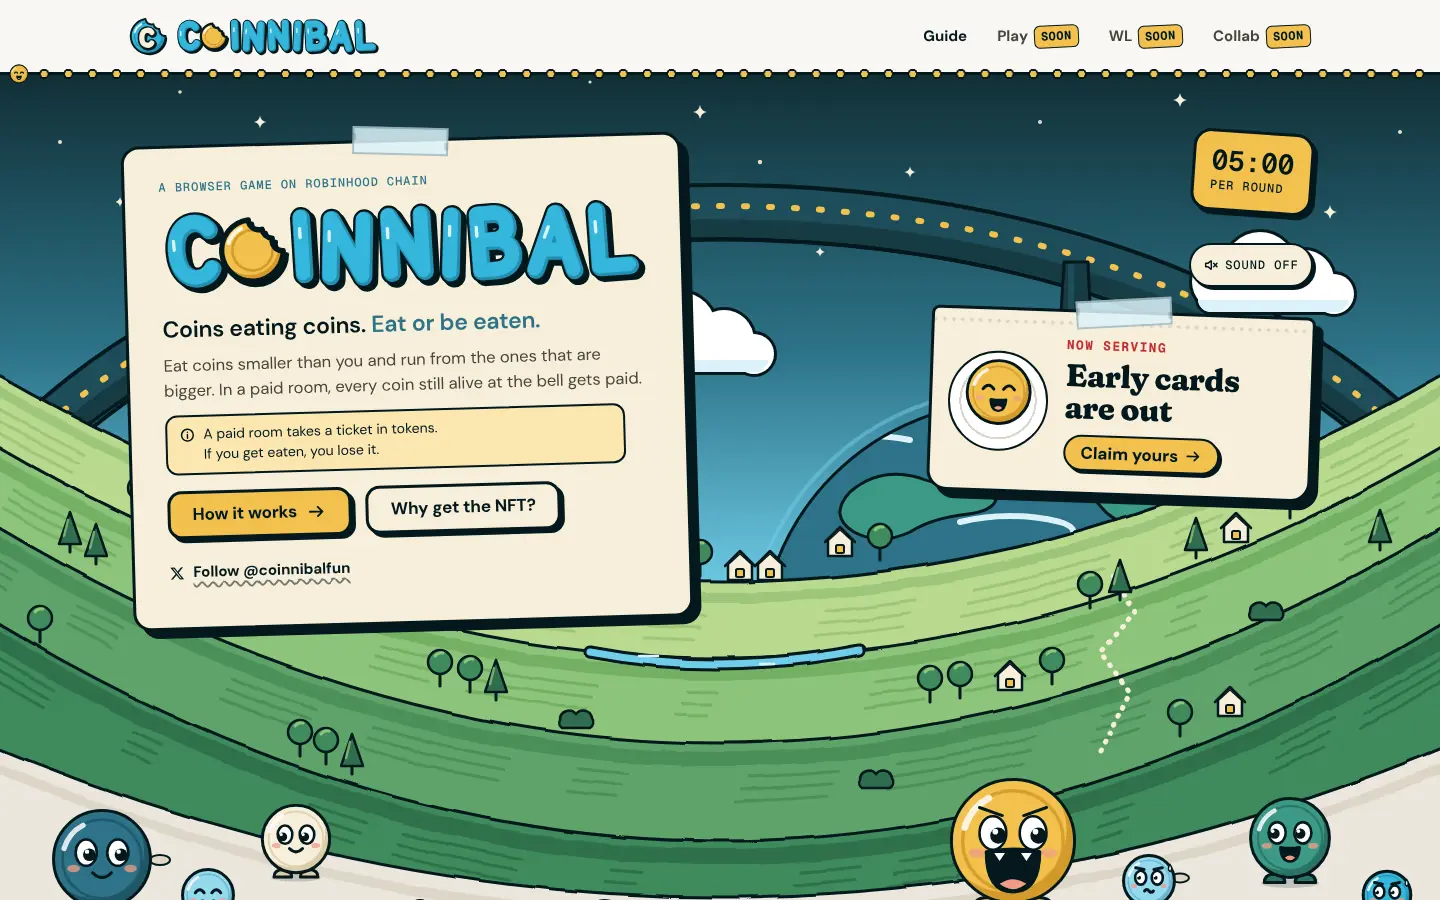 COINNIBAL
Guide
Play SOON
WL SOON
Collab SOON
A BROWSER GAME ON ROBINHOOD CHAIN
COINNIBAL
Coins eating coins. Eat or be eaten.
Eat coins smaller than you and run from the ones that are
bigger. In a paid room, every coin still alive at the bell gets paid.
A paid room takes a ticket in tokens.
If you get eaten, you lose it.
How it works →
Why get the NFT?
Follow @coinnibalfun
05:00
PER ROUND
SOUND OFF
NOW SERVING
Early cards
are out
Claim yours →